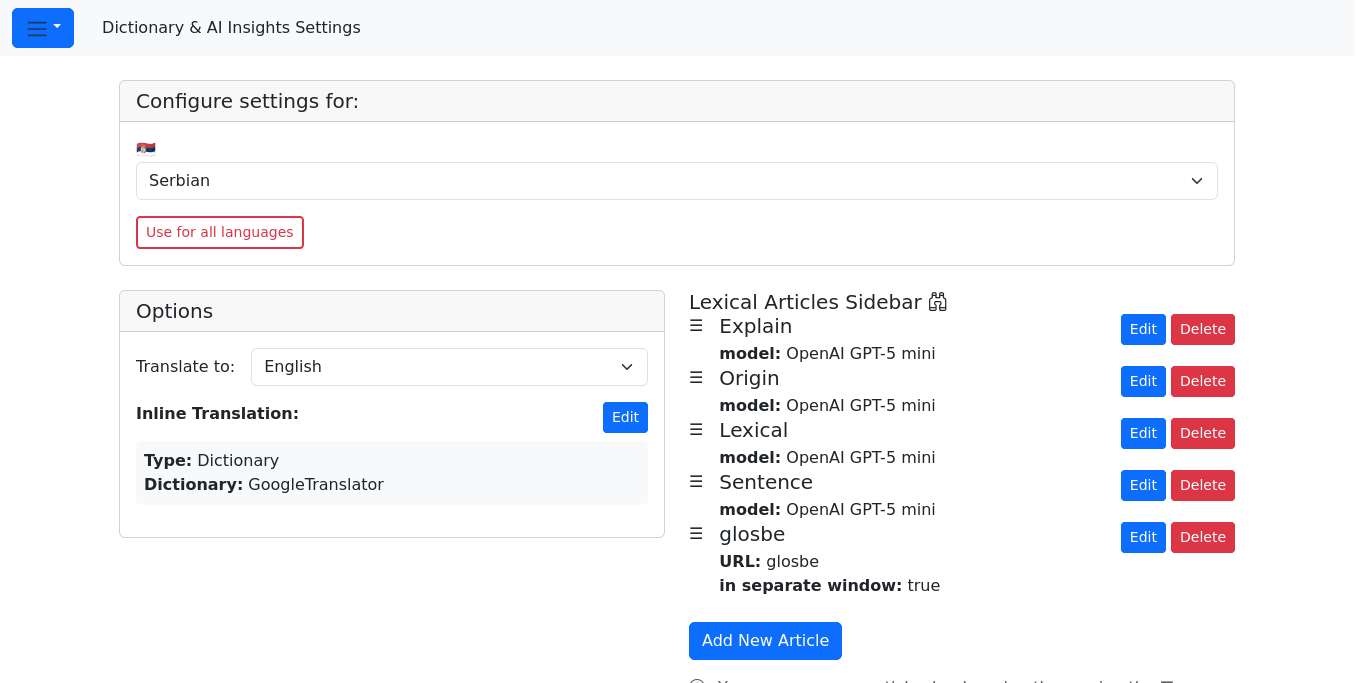 Dictionary & AI Insights Settings
Configure settings for:
Serbian
Use for all languages
Options
Translate to: English
Inline Translation: Edit
Type: Dictionary
Dictionary: GoogleTranslator
Lexical Articles Sidebar
Explain Edit Delete
model: OpenAI GPT-5 mini
Origin Edit Delete
model: OpenAI GPT-5 mini
Lexical Edit Delete
model: OpenAI GPT-5 mini
Sentence Edit Delete
model: OpenAI GPT-5 mini
glosbe Edit Delete
URL: glosbe
in separate window: true
Add New Article